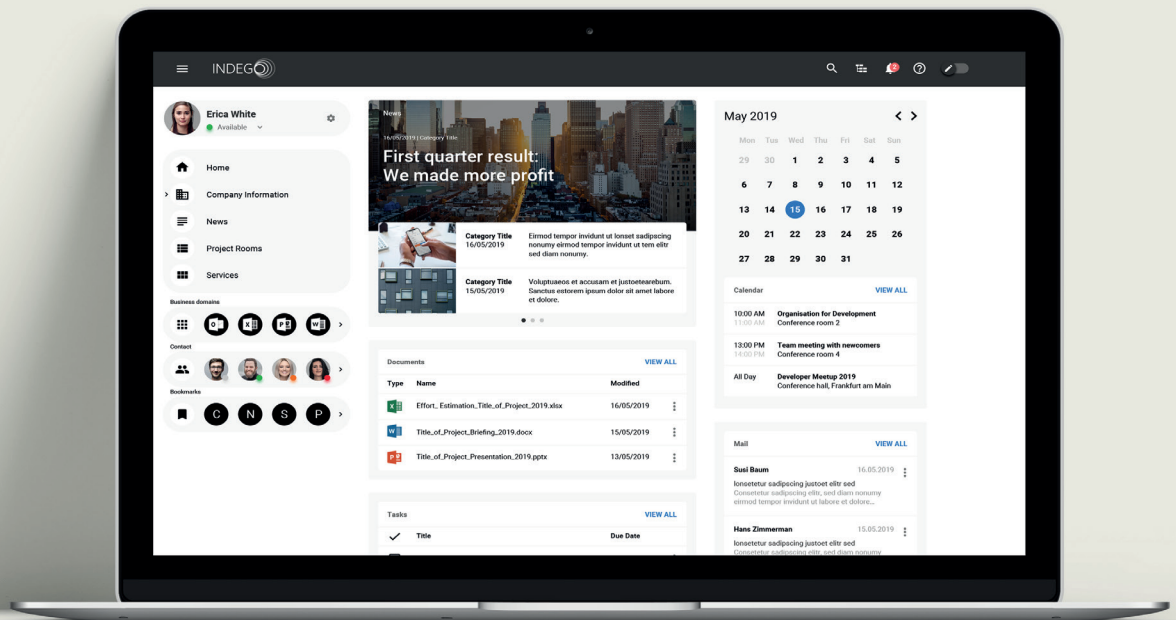 INDEGO
2
Erica White
Available
Home
Company Information
News
Project Rooms
Services
Business domains
Contact
Bookmarks
C N S P
News
16/05/2019 | Category Title
First quarter result:
We made more profit
Category Title
16/05/2019
Eirmod tempor invidunt ut lonset sadipscing
nonumy eirmod tempor invidunt ut tem elitr
sed diam nonumy.
Category Title
15/05/2019
Voluptuaeos et accusam et justoetearebum.
Sanctus estorem ipsum dolor sit amet labore
et dolore.
Documents VIEW ALL
Type Name Modified
Effort_ Estimation_Title_of_Project_2019.xlsx 16/05/2019
Title_of_Project_Briefing_2019.docx 15/05/2019
Title_of_Project_Presentation_2019.pptx 13/05/2019
Tasks VIEW ALL
Title Due Date
May 2019
Mon Tus Wed Thu Fri Sat Sun
29 30 1 2 3 4 5
6 7 8 9 10 11 12
13 14 15 16 17 18 19
20 21 22 23 24 25 26
27 28 29 30 31
Calendar VIEW ALL
10:00 AM Organisation for Development
11:00 AM Conference room 2
13:00 PM Team meeting with newcomers
14:00 PM Conference room 4
All Day Developer Meetup 2019
Conference hall, Frankfurt am Main
Mail VIEW ALL
Susi Baum 16.05.2019
lonsetetur sadipscing justoet elitr sed
Consetetur sadipscing elitr, sed diam nonumy
eirmod tempor invidunt ut labore et dolore...
Hans Zimmerman 15.05.2019
lonsetetur sadipscing justoet elitr sed
Consetetur sadipscing elitr, sed diam nonumy